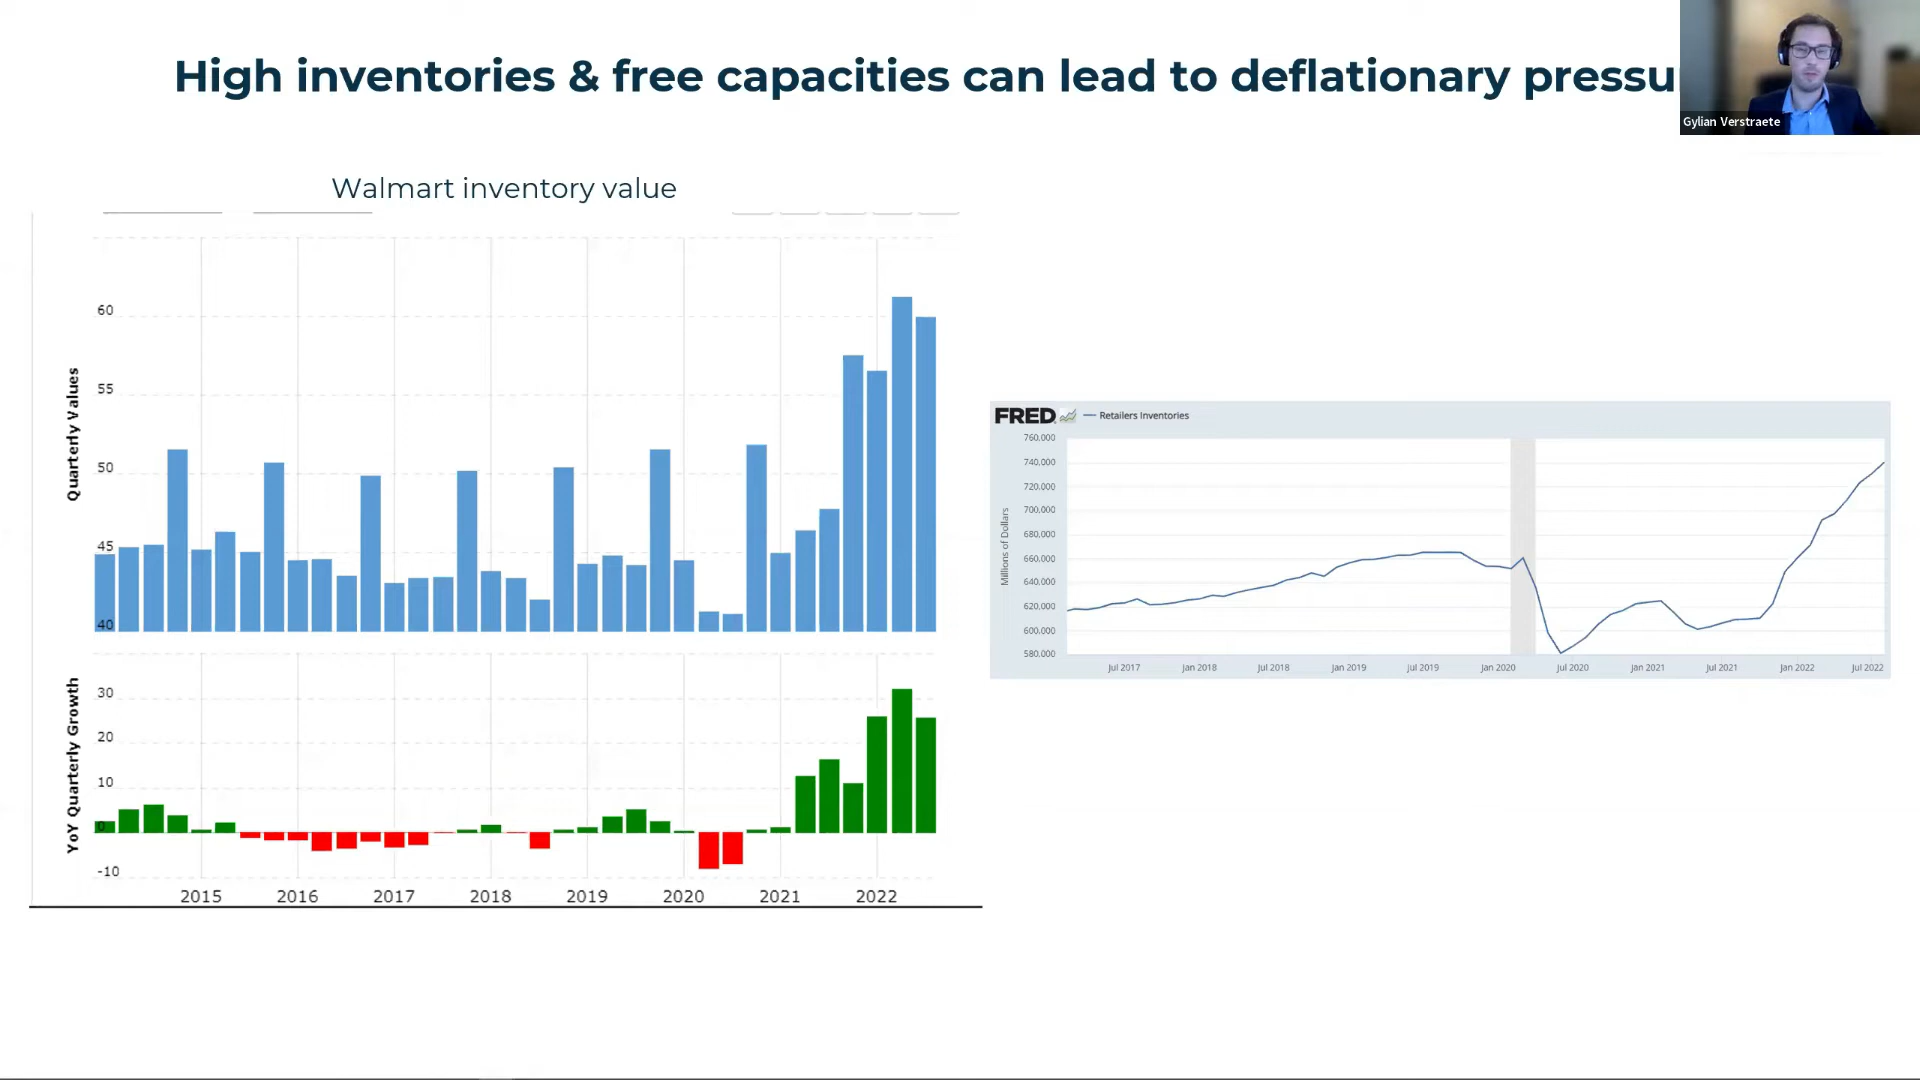 High inventories & free capacities can lead to deflationary pressu
Gylian Verstraete
Walmart inventory value
Quarterly Values
60
55
50
45
40
YoY Quarterly Growth
30
20
10
0
-10
2015 2016 2017 2018 2019 2020 2021 2022
FRED Retailers Inventories
Millions of Dollars
760,000
740,000
720,000
700,000
680,000
660,000
640,000
620,000
600,000
580,000
Jul 2017 Jan 2018 Jul 2018 Jan 2019 Jul 2019 Jan 2020 Jul 2020 Jan 2021 Jul 2021 Jan 2022 Jul 2022